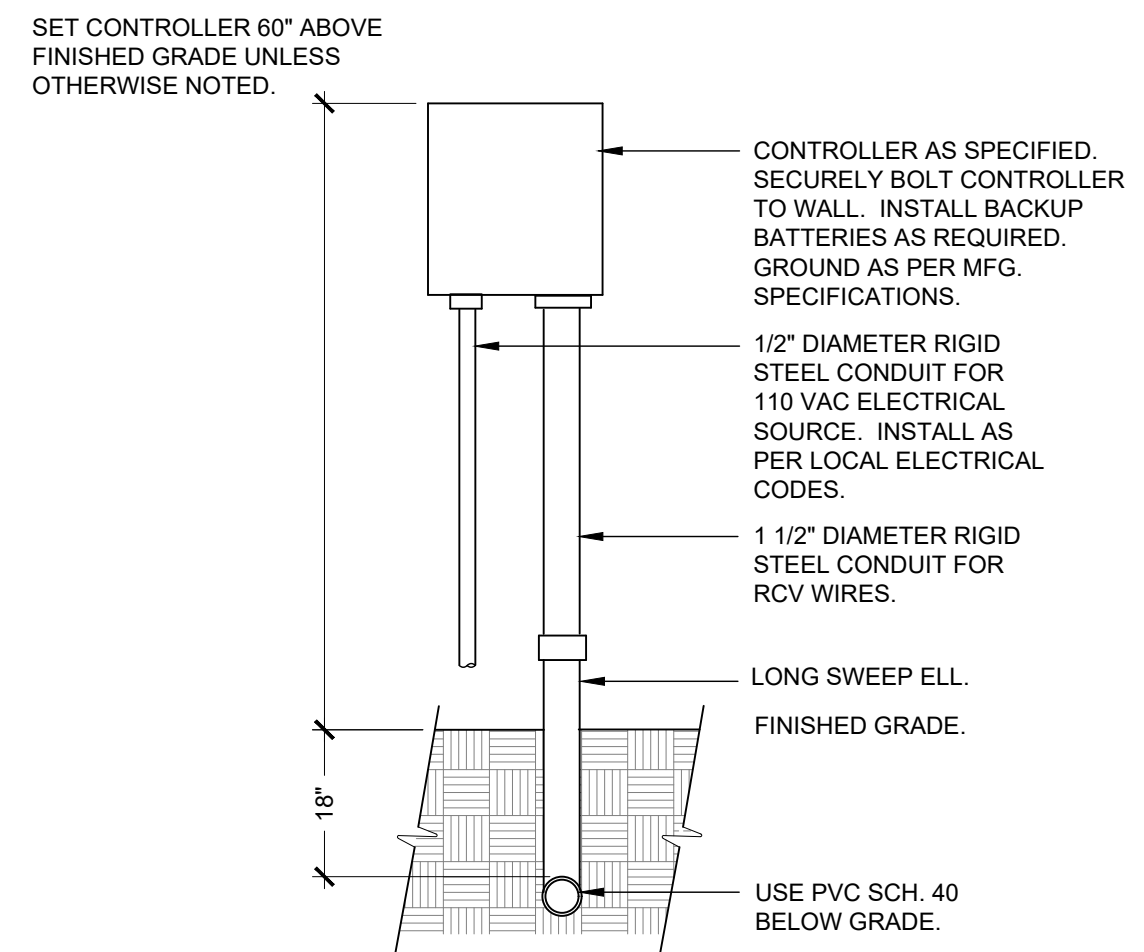 SET CONTROLLER 60" ABOVE
FINISHED GRADE UNLESS
OTHERWISE NOTED.
CONTROLLER AS SPECIFIED.
SECURELY BOLT CONTROLLER
TO WALL. INSTALL BACKUP
BATTERIES AS REQUIRED.
GROUND AS PER MFG.
SPECIFICATIONS.
1/2" DIAMETER RIGID
STEEL CONDUIT FOR
110 VAC ELECTRICAL
SOURCE. INSTALL AS
PER LOCAL ELECTRICAL
CODES.
1 1/2" DIAMETER RIGID
STEEL CONDUIT FOR
RCV WIRES.
LONG SWEEP ELL.
FINISHED GRADE.
18"
USE PVC SCH. 40
BELOW GRADE.